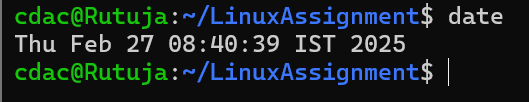 cdac@Rutuja:~/LinuxAssignment$ date
Thu Feb 27 08:40:39 IST 2025
cdac@Rutuja:~/LinuxAssignment$